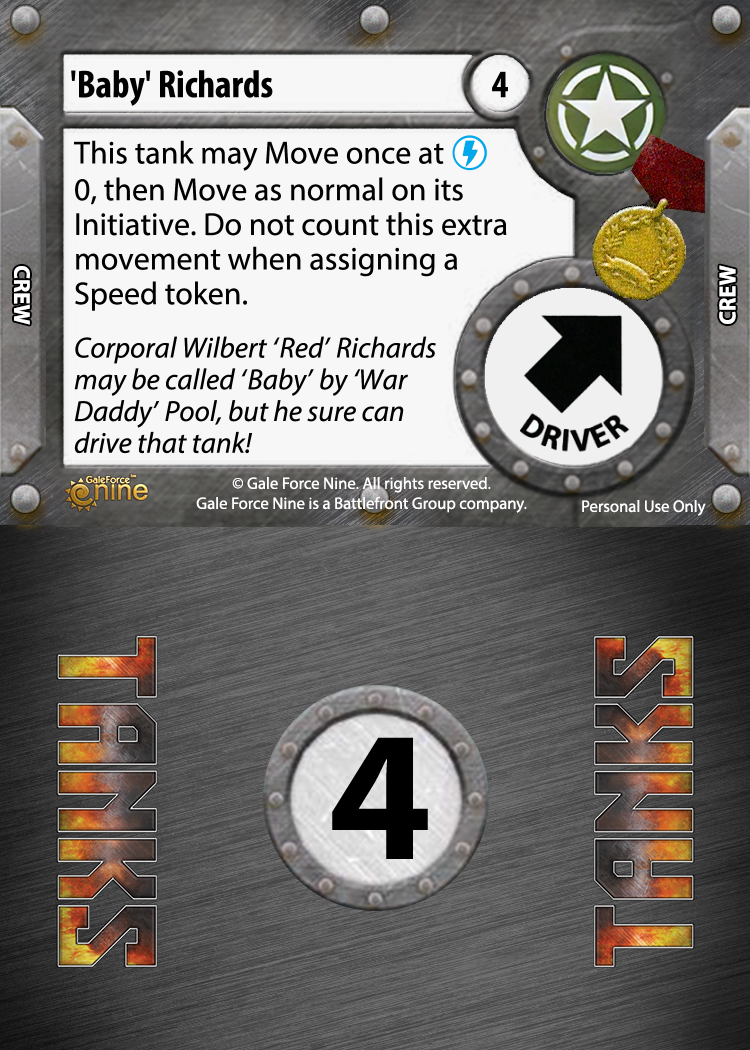 'Baby' Richards
4
This tank may Move once at
0, then Move as normal on its
Initiative. Do not count this extra
movement when assigning a
Speed token.
Corporal Wilbert ‘Red’ Richards
may be called ‘Baby’ by ‘War
Daddy’ Pool, but he sure can
drive that tank!
CREW
CREW
DRIVER
GaleForce™
nine
© Gale Force Nine. All rights reserved.
Gale Force Nine is a Battlefront Group company.
Personal Use Only
TANKS
4
TANKS